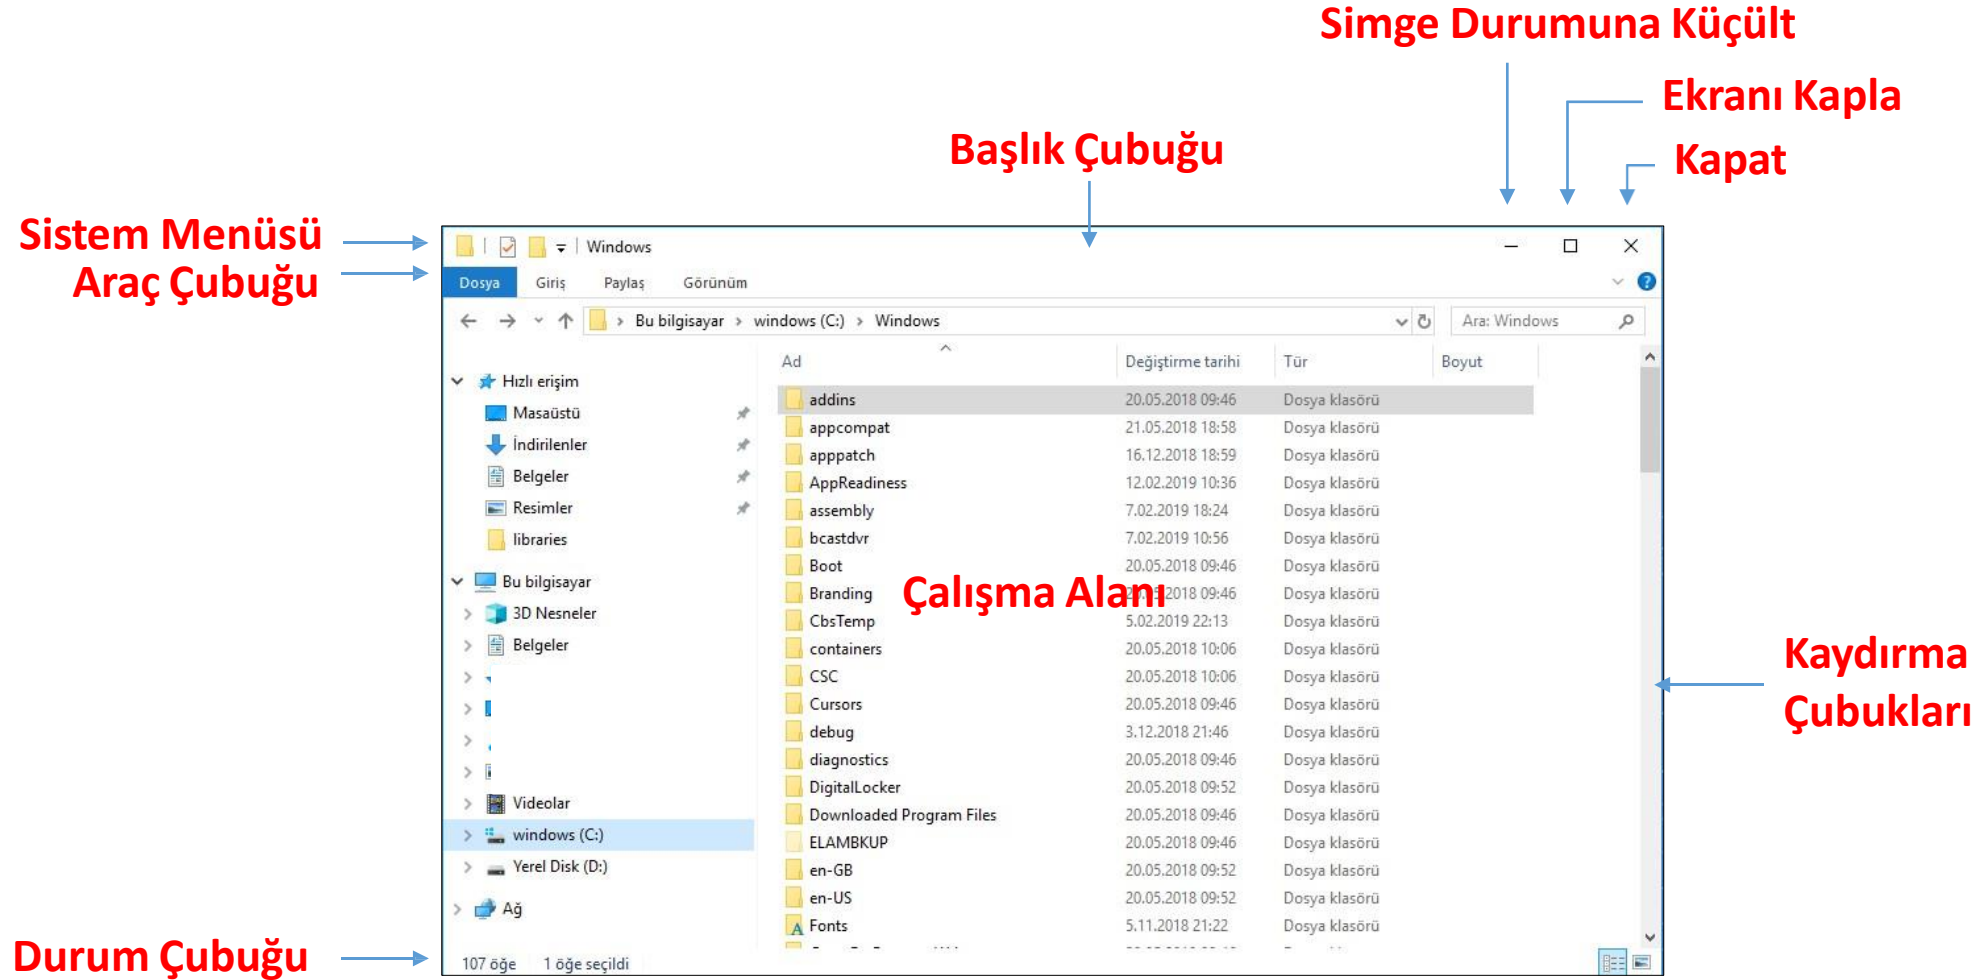 Simge Durumuna Küçült
Ekranı Kapla
Başlık Çubuğu
Kapat
Sistem Menüsü
Araç Çubuğu
Windows
Dosya Giriş Paylaş Görünüm
Bu bilgisayar windows (C:) Windows
Ara: Windows
Hızlı erişim
Masaüstü
İndirilenler
Belgeler
Resimler
libraries
Bu bilgisayar
3D Nesneler
Belgeler
Videolar
windows (C:)
Yerel Disk (D:)
Ağ
Ad Değiştirme tarihi Tür Boyut
addins 20.05.2018 09:46 Dosya klasörü
appcompat 21.05.2018 18:58 Dosya klasörü
apppatch 16.12.2018 18:59 Dosya klasörü
AppReadiness 12.02.2019 10:36 Dosya klasörü
assembly 7.02.2019 18:24 Dosya klasörü
bcastdvr 7.02.2019 10:56 Dosya klasörü
Boot 20.05.2018 09:46 Dosya klasörü
Branding 20.05.2018 09:46 Dosya klasörü
CbsTemp 5.02.2019 22:13 Dosya klasörü
containers 20.05.2018 10:06 Dosya klasörü
CSC 20.05.2018 10:06 Dosya klasörü
Cursors 20.05.2018 09:46 Dosya klasörü
debug 3.12.2018 21:46 Dosya klasörü
diagnostics 20.05.2018 09:46 Dosya klasörü
DigitalLocker 20.05.2018 09:52 Dosya klasörü
Downloaded Program Files 20.05.2018 09:46 Dosya klasörü
ELAMBKUP 20.05.2018 09:46 Dosya klasörü
en-GB 20.05.2018 09:52 Dosya klasörü
en-US 20.05.2018 09:52 Dosya klasörü
Fonts 5.11.2018 21:22 Dosya klasörü
Çalışma Alanı
Kaydırma
Çubukları
Durum Çubuğu
107 öğe 1 öğe seçildi